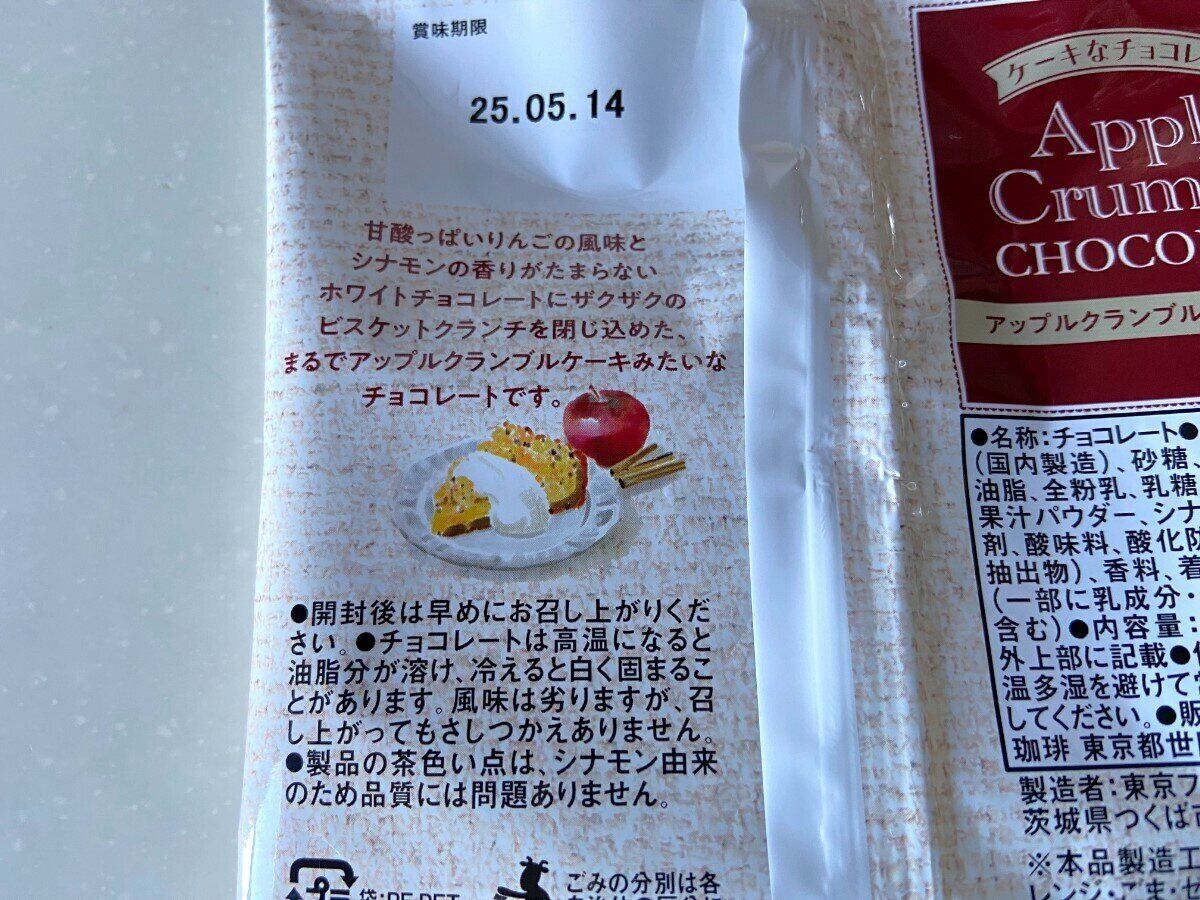 賞味期限
25.05.14
甘酸っぱいりんごの風味と
シナモンの香りがたまらない
ホワイトチョコレートにザクザクの
ビスケットクランチを閉じ込めた、
まるでアップルクランブルケーキみたいな
チョコレートです。
●開封後は早めにお召し上がりくだ
さい。●チョコレートは高温になると
油脂分が溶け、冷えると白く固まるこ
とがあります。風味は劣りますが、召
し上がってもさしつかえありません。
●製品の茶色い点は、シナモン由来
のため品質には問題ありません。
袋:PE,PET
ごみの分別は各
ケーキなチョコレ
Appl
Crum
CHOCO
アップルクランブル
●名称:チョコレート●
(国内製造)、砂糖、
油脂、全粉乳、乳糖
果汁パウダー、シナ
剤、酸味料、酸化防
抽出物)、香料、着
(一部に乳成分・
含む)●内容量:
外上部に記載●
温多湿を避けて
してください。●販
珈琲 東京都世
製造者:東京フ
茨城県つくば
※本品製造工
レンジ・ごま・セ